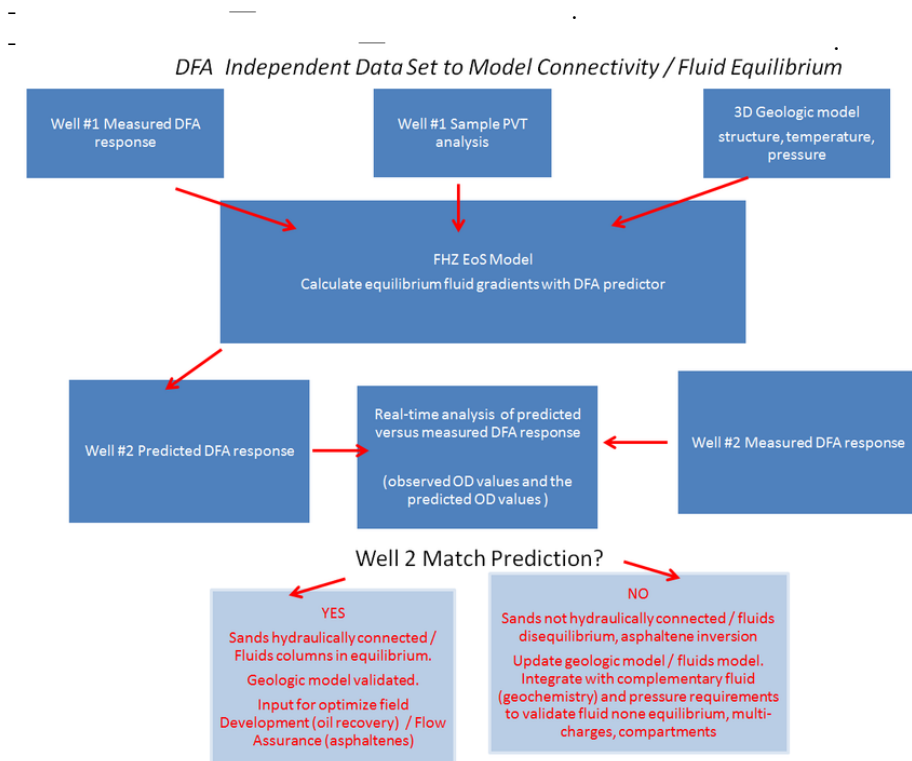 DFA Independent Data Set to Model Connectivity / Fluid Equilibrium
Well #1 Measured DFA
response
Well #1 Sample PVT
analysis
3D Geologic model
structure, temperature,
pressure
FHZ EoS Model
Calculate equilibrium fluid gradients with DFA predictor
Well #2 Predicted DFA response
Real-time analysis of predicted
versus measured DFA response
(observed OD values and the
predicted OD values )
Well #2 Measured DFA response
Well 2 Match Prediction?
YES
Sands hydraulically connected /
Fluids columns in equilibrium.
Geologic model validated.
Input for optimize field
Development (oil recovery) / Flow
Assurance (asphaltenes)
NO
Sands not hydraulically connected / fluids
disequilibrium, asphaltene inversion
Update geologic model / fluids model.
Integrate with complementary fluid
(geochemistry) and pressure requirements
to validate fluid none equilibrium, multi-
charges, compartments